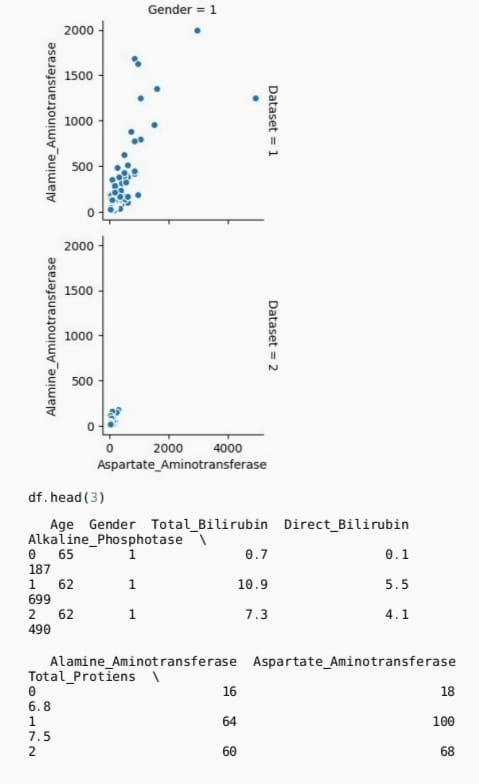 Gender = 1
2000
1500
1000
500
0
Alamine_Aminotransferase
Dataset = 1
2000
1500
1000
500
0
Alamine_Aminotransferase
Dataset = 2
0 2000 4000
Aspartate_Aminotransferase
df.head(3)
Age Gender Total_Bilirubin Direct_Bilirubin
Alkaline_Phosphotase \
0 65 1 0.7 0.1
187
1 62 1 10.9 5.5
699
2 62 1 7.3 4.1
490
Alamine_Aminotransferase Aspartate_Aminotransferase
Total_Protiens \
0 16 18
6.8
1 64 100
7.5
2 60 68